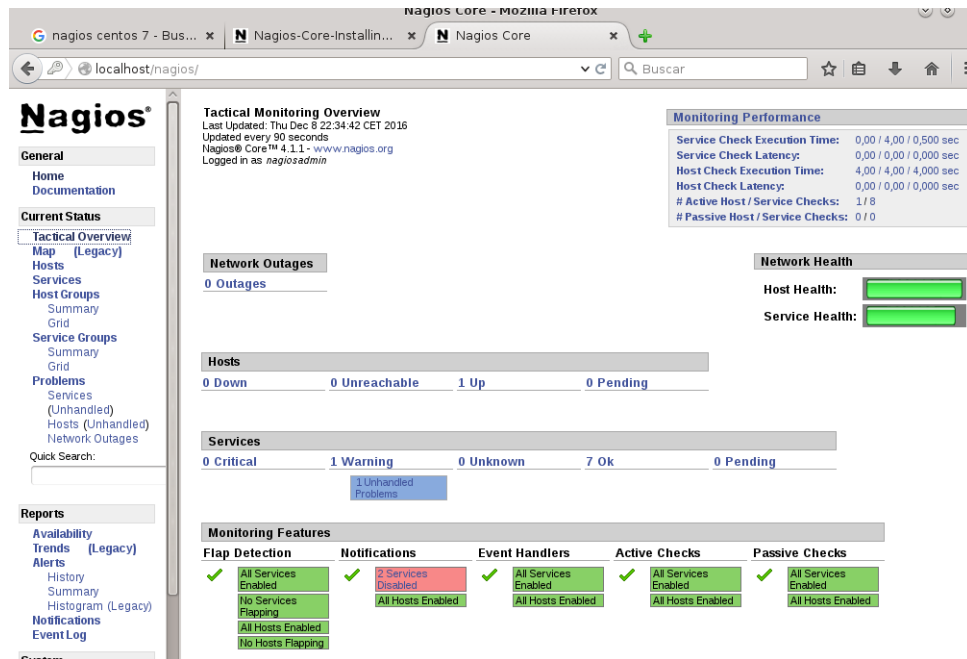 Nagios Core - Mozilla Firefox
nagios centos 7 - Bus... ×
Nagios-Core-Installin... ×
Nagios Core ×
localhost/nagios/
Buscar
Nagios®
General
Home
Documentation
Current Status
Tactical Overview
Map (Legacy)
Hosts
Services
Host Groups
Summary
Grid
Service Groups
Summary
Grid
Problems
Services
(Unhandled)
Hosts (Unhandled)
Network Outages
Quick Search:
Reports
Availability
Trends (Legacy)
Alerts
History
Summary
Histogram (Legacy)
Notifications
Event Log
System
Tactical Monitoring Overview
Last Updated: Thu Dec 8 22:34:42 CET 2016
Updated every 90 seconds
Nagios® Core™ 4.1.1 - www.nagios.org
Logged in as nagiosadmin
Monitoring Performance
Service Check Execution Time: 0,00 / 4,00 / 0,500 sec
Service Check Latency: 0,00 / 0,00 / 0,000 sec
Host Check Execution Time: 4,00 / 4,00 / 4,000 sec
Host Check Latency: 0,00 / 0,00 / 0,000 sec
# Active Host / Service Checks: 1 / 8
# Passive Host / Service Checks: 0 / 0
Network Outages
0 Outages
Network Health
Host Health:
Service Health:
Hosts
0 Down 0 Unreachable 1 Up 0 Pending
Services
0 Critical 1 Warning 0 Unknown 7 Ok 0 Pending
1 Unhandled
Problems
Monitoring Features
Flap Detection Notifications Event Handlers Active Checks Passive Checks
All Services
Enabled
No Services
Flapping
All Hosts Enabled
No Hosts Flapping
2 Services
Disabled
All Hosts Enabled
All Services
Enabled
All Hosts Enabled
All Services
Enabled
All Hosts Enabled
All Services
Enabled
All Hosts Enabled